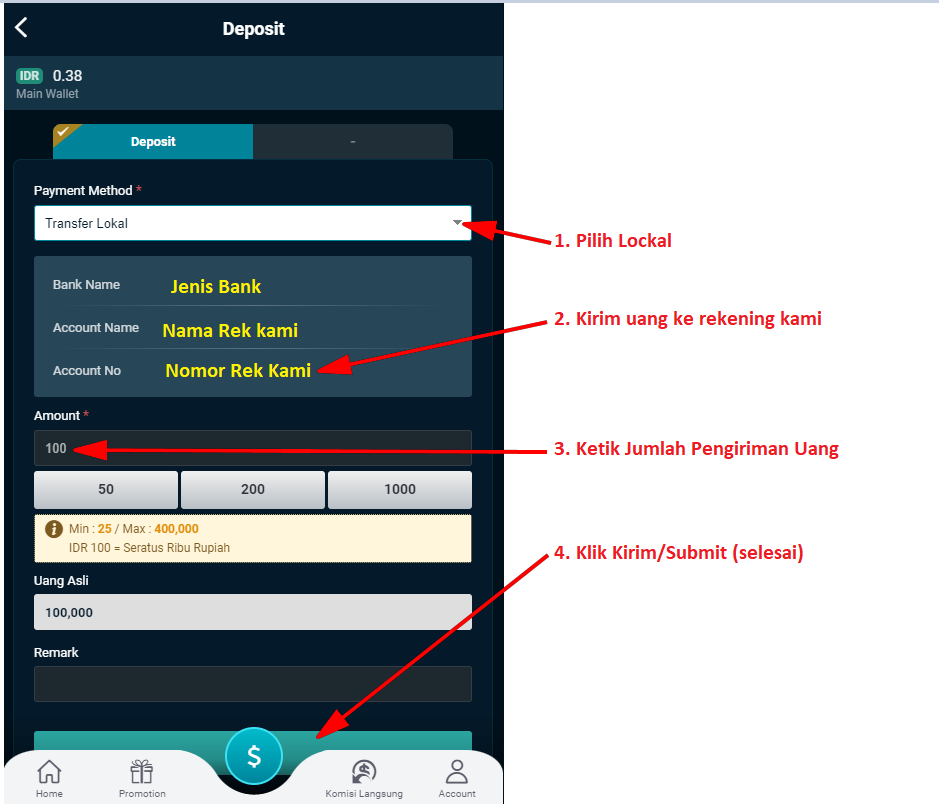 Deposit
IDR 0.38
Main Wallet
Deposit -
Payment Method *
Transfer Lokal
1. Pilih Lockal
Bank Name Jenis Bank
Account Name Nama Rek kami
2. Kirim uang ke rekening kami
Account No Nomor Rek Kami
Amount *
100
3. Ketik Jumlah Pengiriman Uang
50 200 1000
Min : 25 / Max : 400,000
IDR 100 = Seratus Ribu Rupiah
4. Klik Kirim/Submit (selesai)
Uang Asli
100,000
Remark
$
Home Promotion Komisi Langsung Account